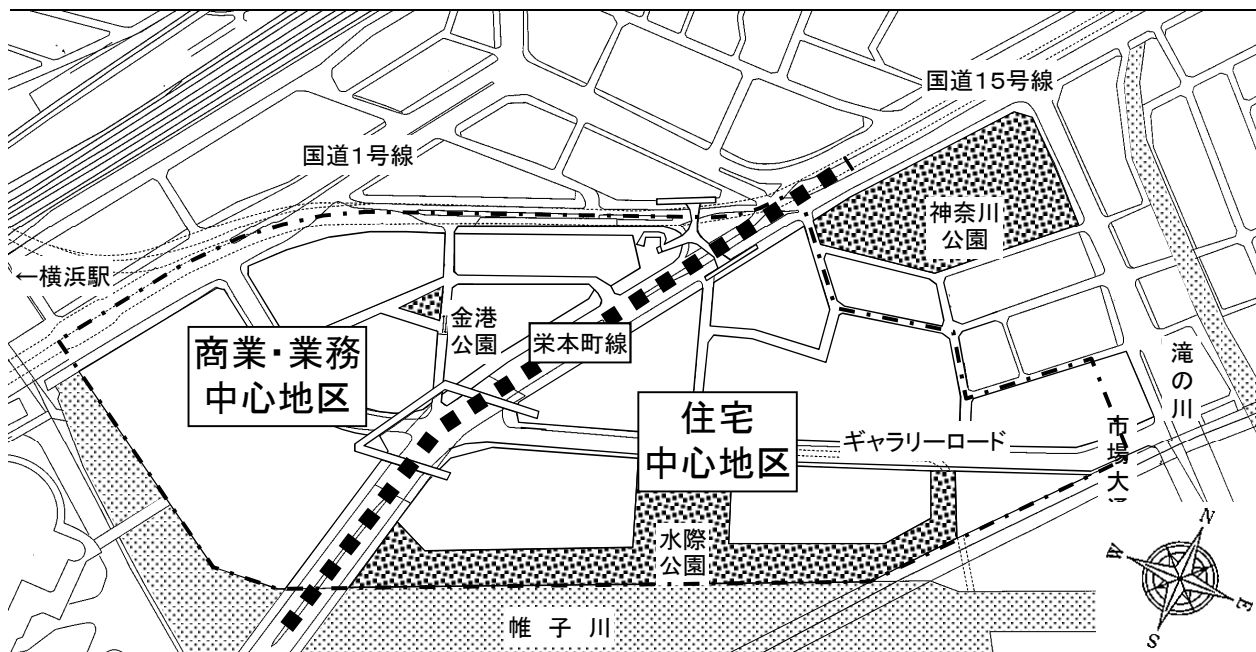 国道15号線
国道1号線
神奈川
公園
←横浜駅
金港
公園
栄本町線
商業・業務
中心地区
住宅
中心地区
滝の川
ギャラリーロード
市場大
水際
公園
帷子川
N
W
E
S